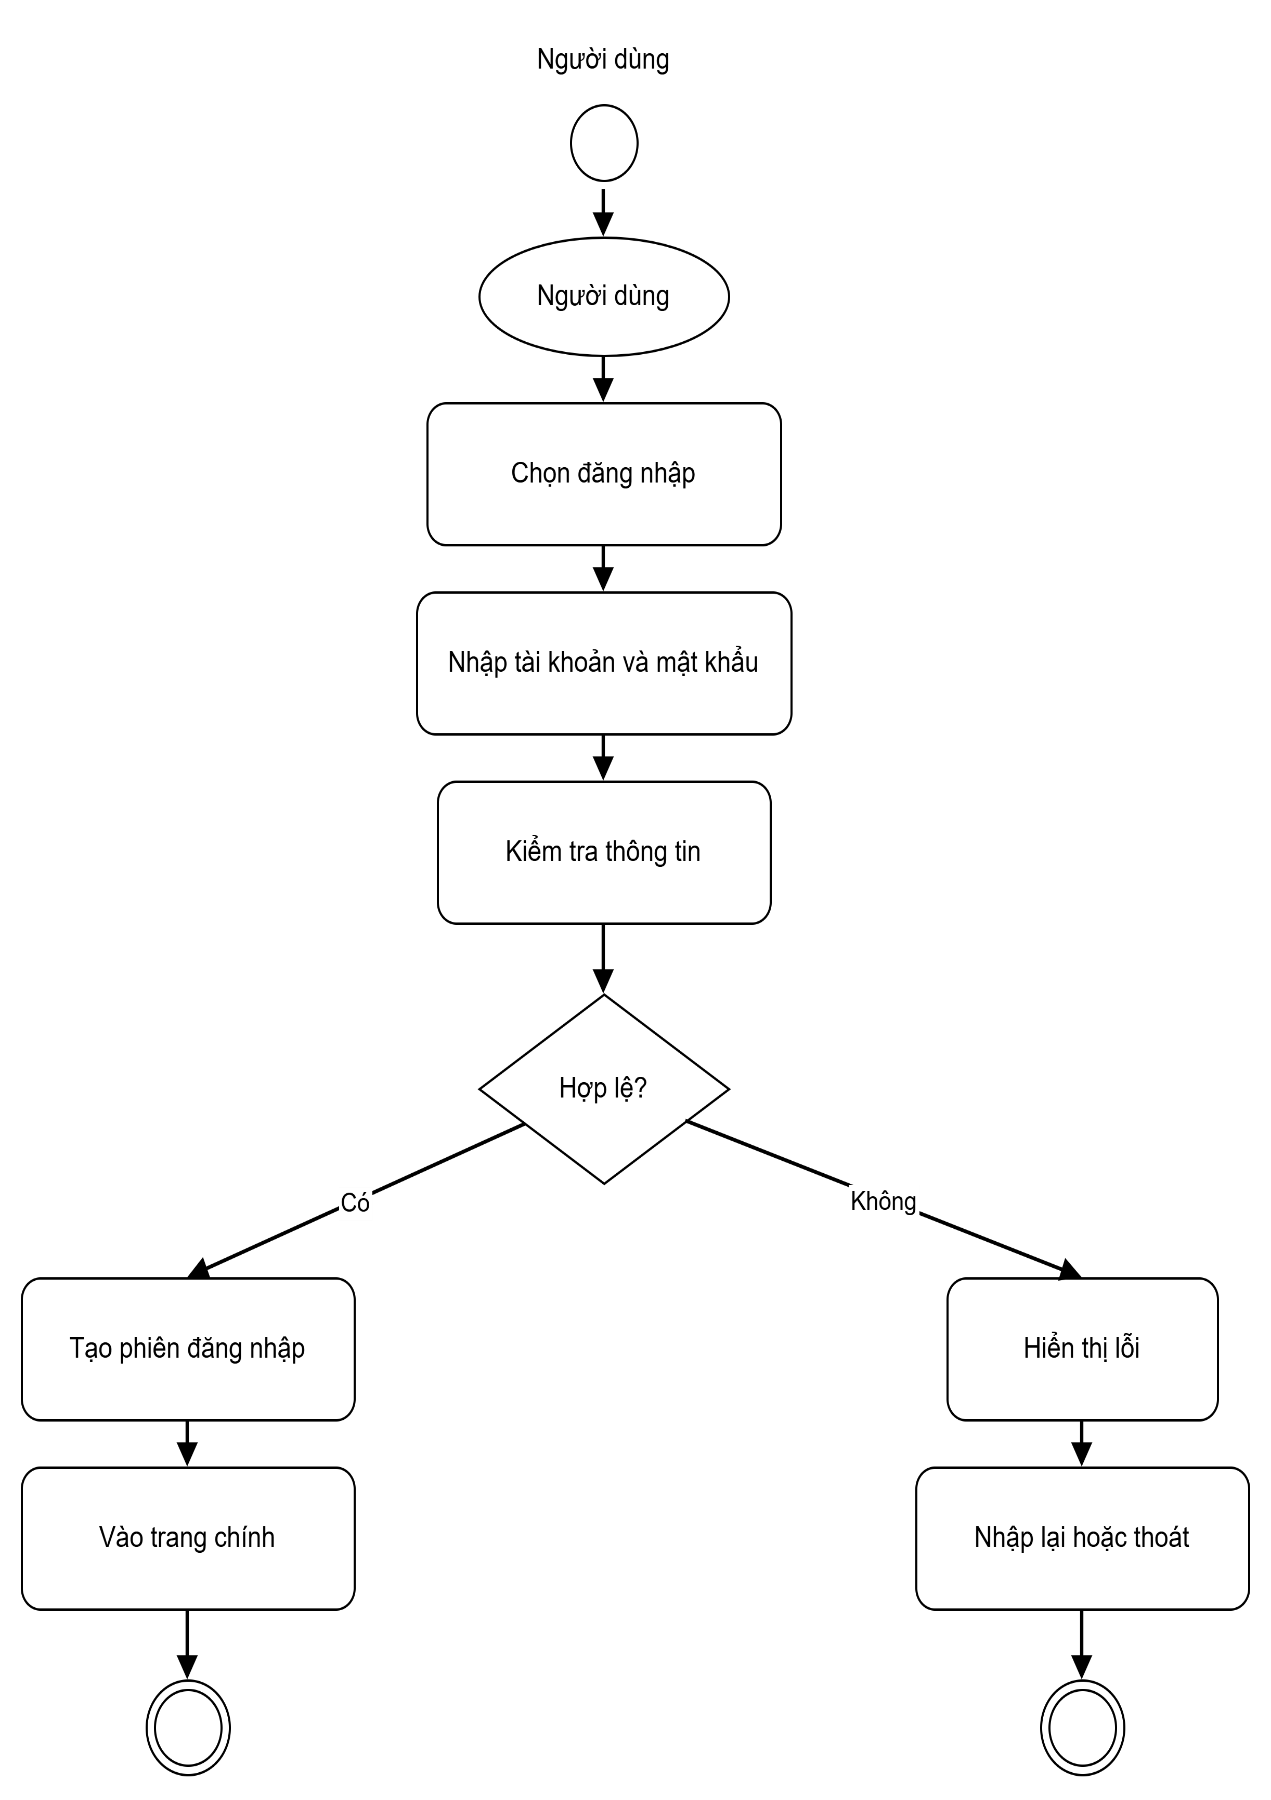 Người dùng
Người dùng
Chọn đăng nhập
Nhập tài khoản và mật khẩu
Kiểm tra thông tin
Hợp lệ?
Có
Không
Tạo phiên đăng nhập
Hiển thị lỗi
Vào trang chính
Nhập lại hoặc thoát